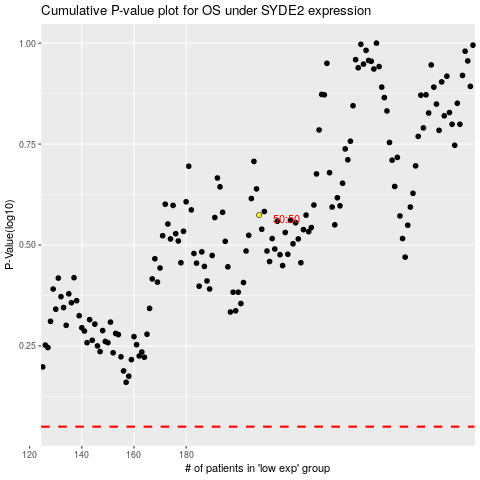 Cumulative P-value plot for OS under SYDE2 expression
P-Value(log10)
1.00
0.75
0.50
0.25
50:50
120 140 160 180
# of patients in 'low exp' group